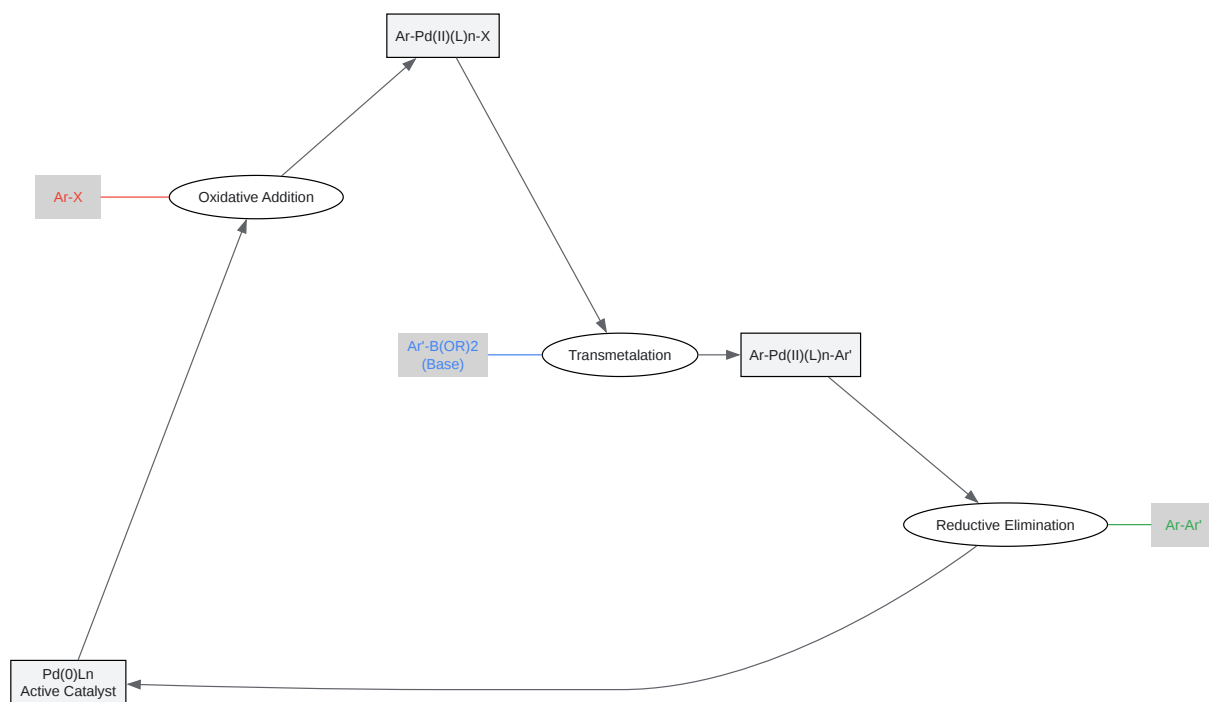 Ar-Pd(II)(L)n-X
Ar-X
Oxidative Addition
Ar'-B(OR)2
(Base)
Transmetalation
Ar-Pd(II)(L)n-Ar'
Reductive Elimination
Ar-Ar'
Pd(0)Ln
Active Catalyst